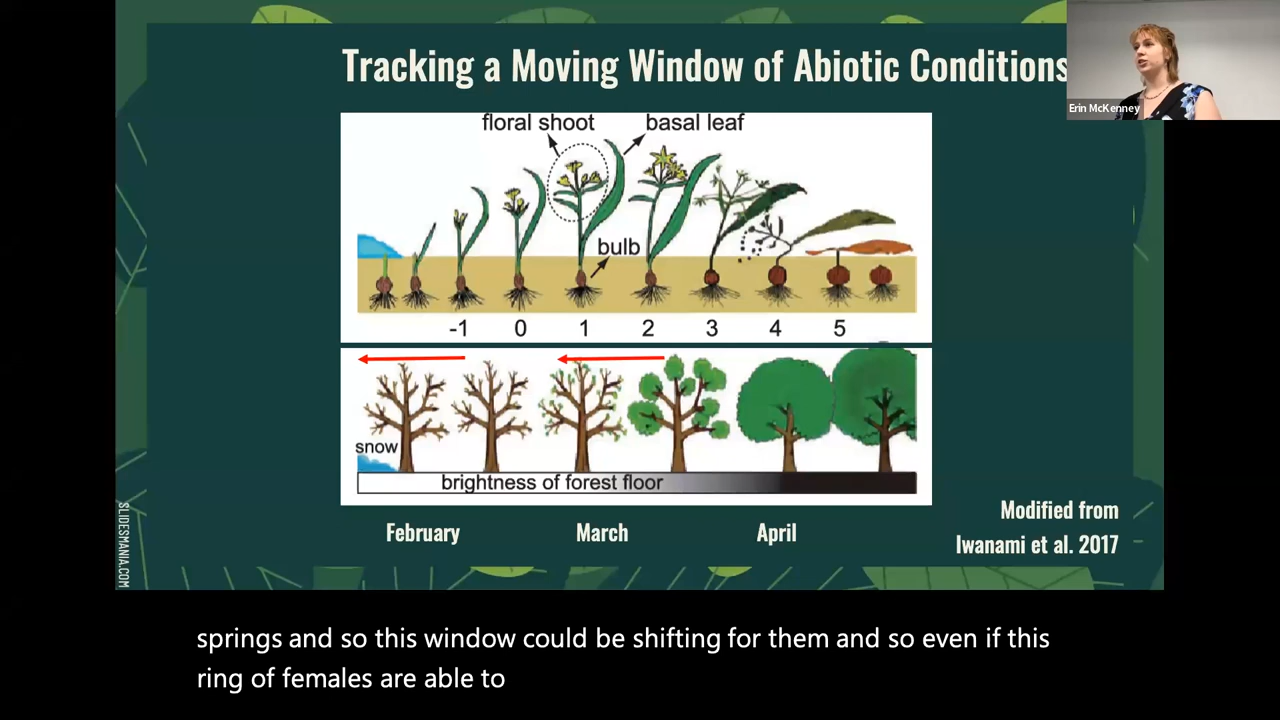 Tracking a Moving Window of Abiotic Conditions
Erin McKenney
floral shoot
basal leaf
bulb
-1 0 1 2 3 4 5
snow
brightness of forest floor
February March April
Modified from
Iwanami et al. 2017
SLIDESMANIA.COM
springs and so this window could be shifting for them and so even if this
ring of females are able to